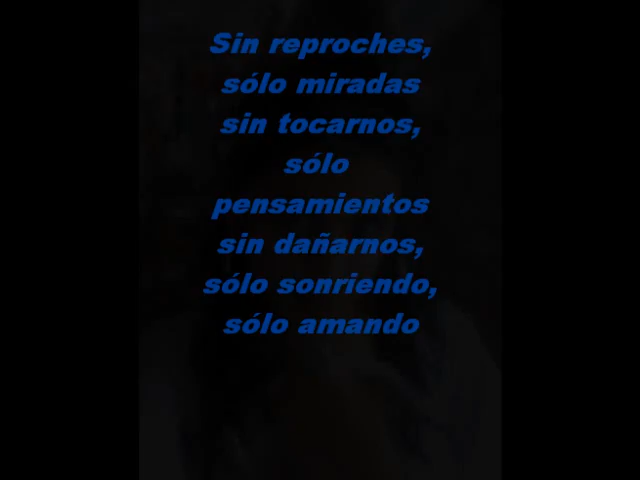 Sin reproches,
sólo miradas
sin tocarnos,
sólo
pensamientos
sin dañarnos,
sólo sonriendo,
sólo amando